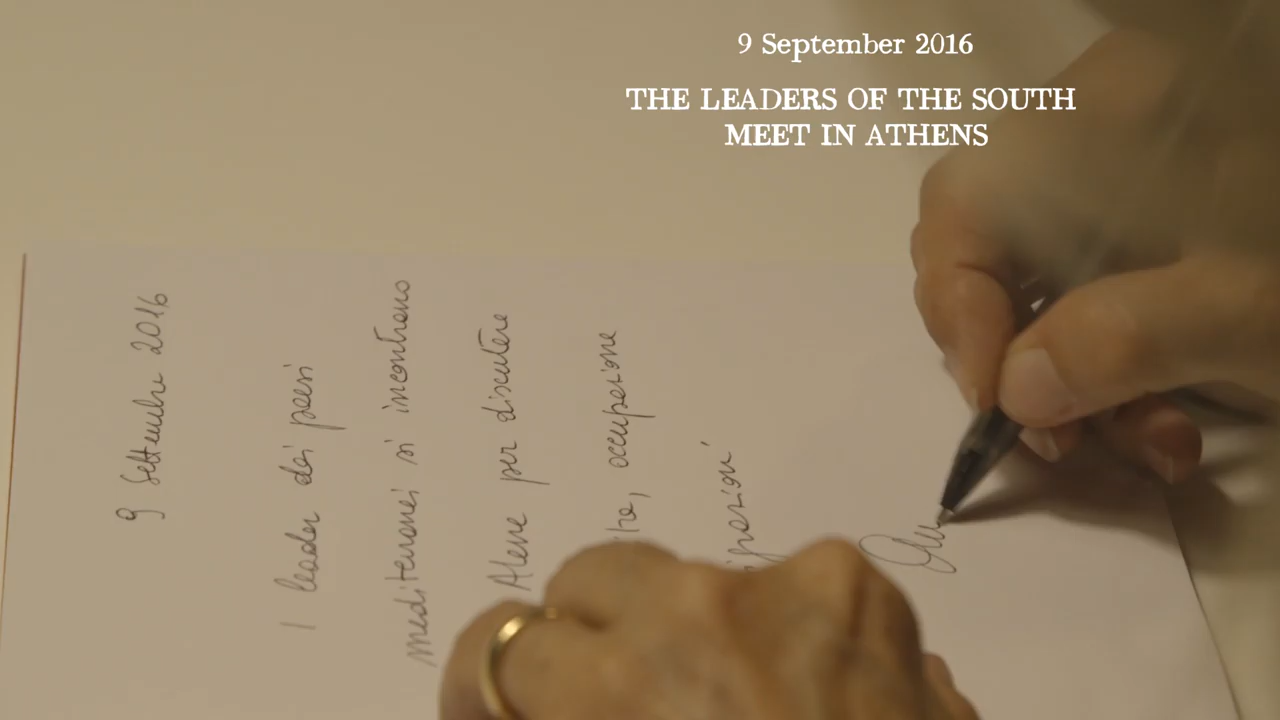 9 September 2016
THE LEADERS OF THE SOUTH
MEET IN ATHENS
9 Settembre 2016
I leader dei paesi
mediterranei si incontrano
Atene per discutere
occupazione